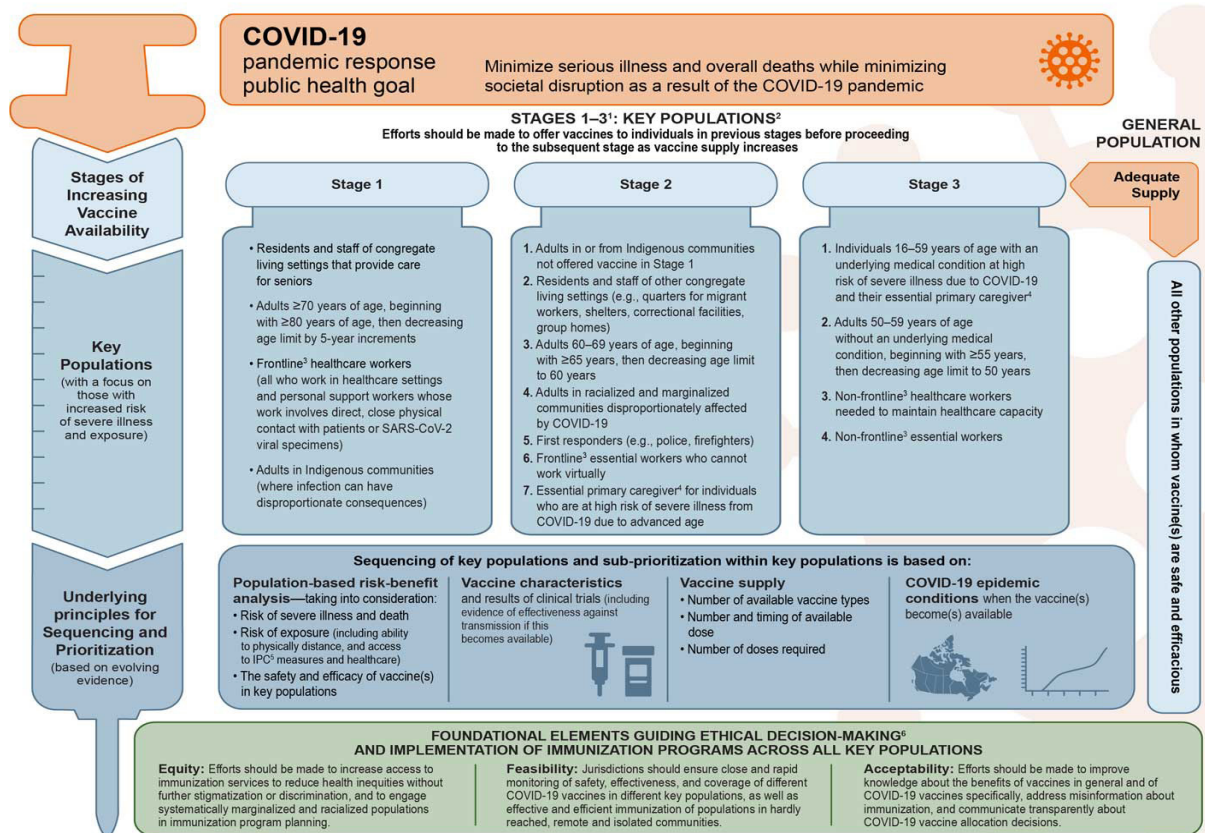 COVID-19
pandemic response
public health goal
Minimize serious illness and overall deaths while minimizing
societal disruption as a result of the COVID-19 pandemic
STAGES 1–3¹: KEY POPULATIONS²
Efforts should be made to offer vaccines to individuals in previous stages before proceeding
to the subsequent stage as vaccine supply increases
GENERAL
POPULATION
Stages of
Increasing
Vaccine
Availability
Stage 1
Stage 2
Stage 3
Adequate
Supply
Key
Populations
(with a focus on
those with
increased risk
of severe illness
and exposure)
• Residents and staff of congregate
living settings that provide care
for seniors
• Adults ≥70 years of age, beginning
with ≥80 years of age, then decreasing
age limit by 5-year increments
• Frontline³ healthcare workers
(all who work in healthcare settings
and personal support workers whose
work involves direct, close physical
contact with patients or SARS-CoV-2
viral specimens)
• Adults in Indigenous communities
(where infection can have
disproportionate consequences)
1. Adults in or from Indigenous communities
not offered vaccine in Stage 1
2. Residents and staff of other congregate
living settings (e.g., quarters for migrant
workers, shelters, correctional facilities,
group homes)
3. Adults 60–69 years of age, beginning
with ≥65 years, then decreasing age limit
to 60 years
4. Adults in racialized and marginalized
communities disproportionately affected
by COVID-19
5. First responders (e.g., police, firefighters)
6. Frontline³ essential workers who cannot
work virtually
7. Essential primary caregiver⁴ for individuals
who are at high risk of severe illness from
COVID-19 due to advanced age
1. Individuals 16–59 years of age with an
underlying medical condition at high
risk of severe illness due to COVID-19
and their essential primary caregiver⁴
2. Adults 50–59 years of age
without an underlying medical
condition, beginning with ≥55 years,
then decreasing age limit to 50 years
3. Non-frontline³ healthcare workers
needed to maintain healthcare capacity
4. Non-frontline³ essential workers
All other populations in whom vaccine(s) are safe and efficacious
Underlying
principles for
Sequencing and
Prioritization
(based on evolving
evidence)
Sequencing of key populations and sub-prioritization within key populations is based on:
Population-based risk-benefit
analysis—taking into consideration:
• Risk of severe illness and death
• Risk of exposure (including ability
to physically distance, and access
to IPC⁵ measures and healthcare)
• The safety and efficacy of vaccine(s)
in key populations
Vaccine characteristics
and results of clinical trials (including
evidence of effectiveness against
transmission if this
becomes available)
Vaccine supply
• Number of available vaccine types
• Number and timing of available
dose
• Number of doses required
COVID-19 epidemic
conditions when the vaccine(s)
become(s) available
FOUNDATIONAL ELEMENTS GUIDING ETHICAL DECISION-MAKING⁶
AND IMPLEMENTATION OF IMMUNIZATION PROGRAMS ACROSS ALL KEY POPULATIONS
Equity: Efforts should be made to increase access to
immunization services to reduce health inequities without
further stigmatization or discrimination, and to engage
systematically marginalized and racialized populations
in immunization program planning.
Feasibility: Jurisdictions should ensure close and rapid
monitoring of safety, effectiveness, and coverage of different
COVID-19 vaccines in different key populations, as well as
effective and efficient immunization of populations in hardly
reached, remote and isolated communities.
Acceptability: Efforts should be made to improve
knowledge about the benefits of vaccines in general and of
COVID-19 vaccines specifically, address misinformation about
immunization, and communicate transparently about
COVID-19 vaccine allocation decisions.